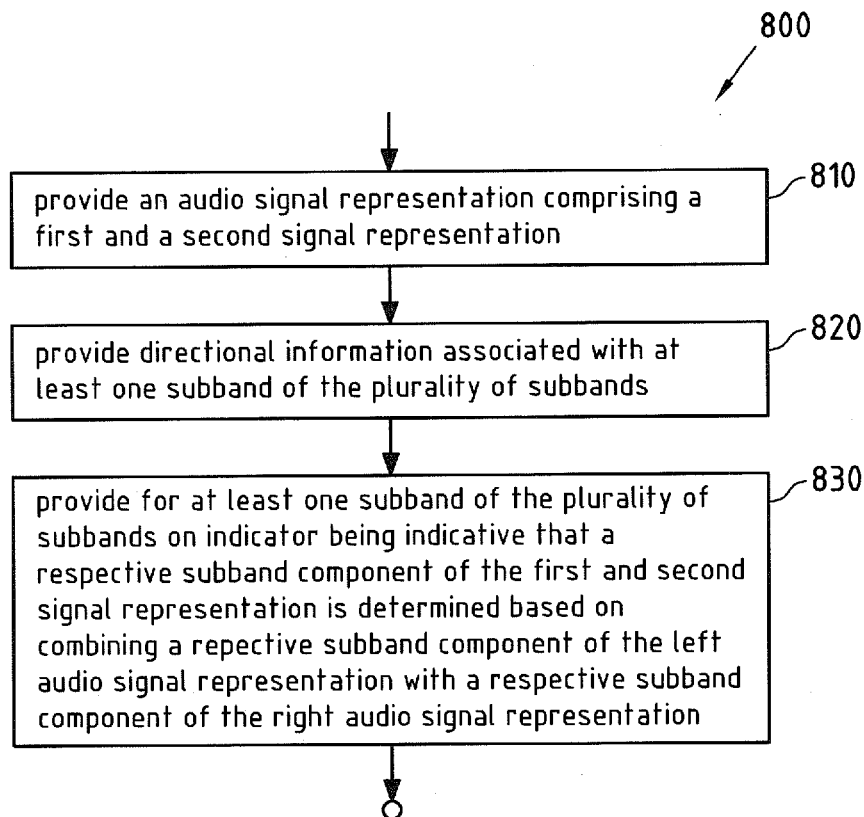 800
provide an audio signal representation comprising a
first and a second signal representation
810
provide directional information associated with at
least one subband of the plurality of subbands
820
provide for at least one subband of the plurality of
subbands on indicator being indicative that a
respective subband component of the first and second
signal representation is determined based on
combining a repective subband component of the left
audio signal representation with a respective subband
component of the right audio signal representation
830